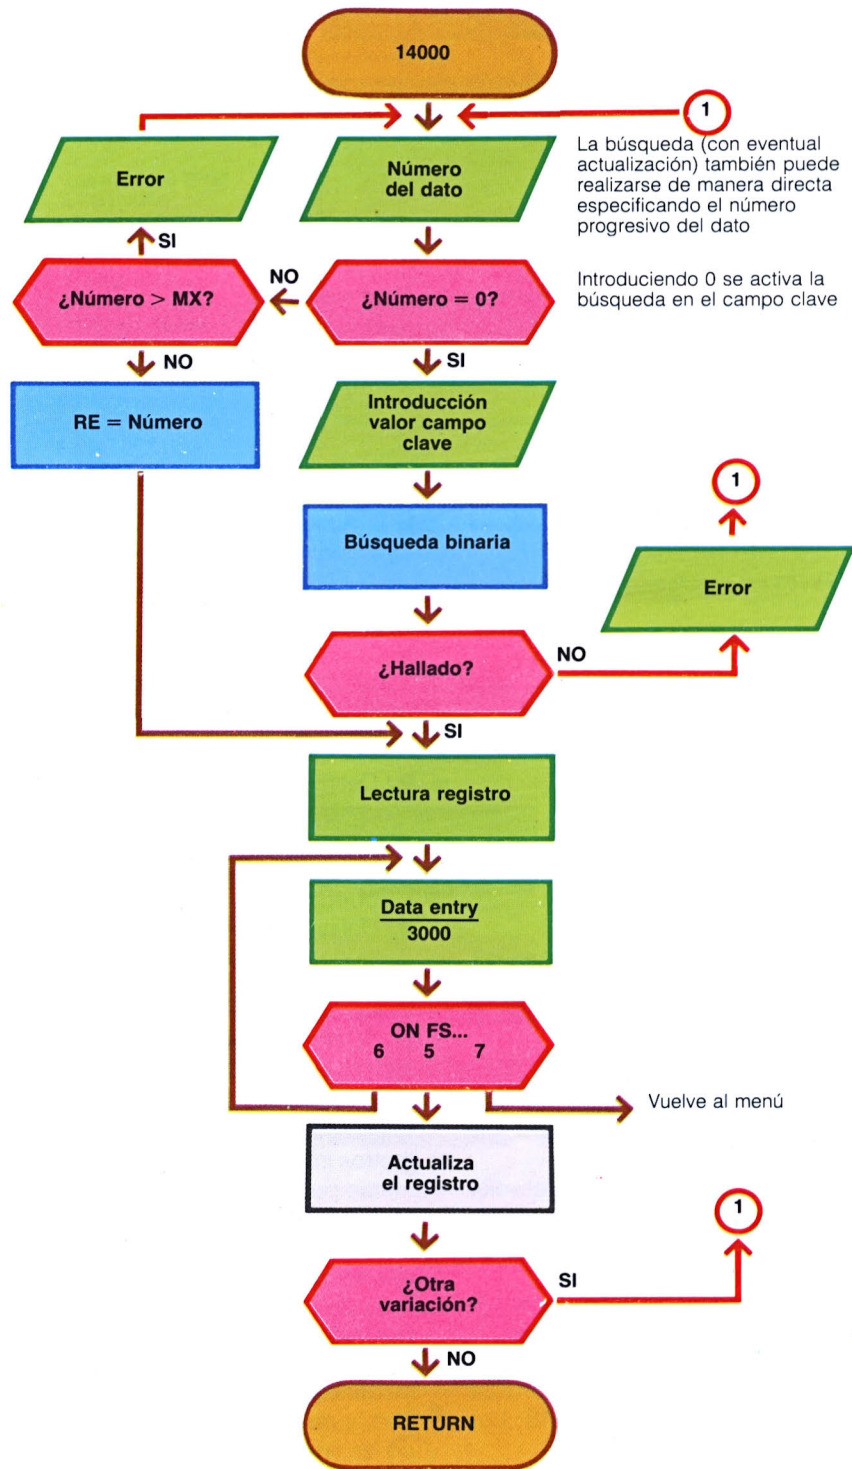 14000
1
La búsqueda (con eventual
actualización) también puede
realizarse de manera directa
especificando el número
progresivo del dato
Error
Número
del dato
SI
NO
¿Número > MX?
¿Número = 0?
Introduciendo 0 se activa la
búsqueda en el campo clave
NO
SI
RE = Número
Introducción
valor campo
clave
1
Búsqueda binaria
Error
¿Hallado?
NO
SI
Lectura registro
Data entry
3000
ON FS...
6 5 7
Vuelve al menú
Actualiza
el registro
1
¿Otra
variación?
SI
NO
RETURN